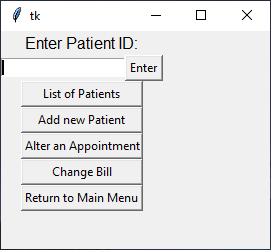 tk
Enter Patient ID:
Enter
List of Patients
Add new Patient
Alter an Appointment
Change Bill
Return to Main Menu